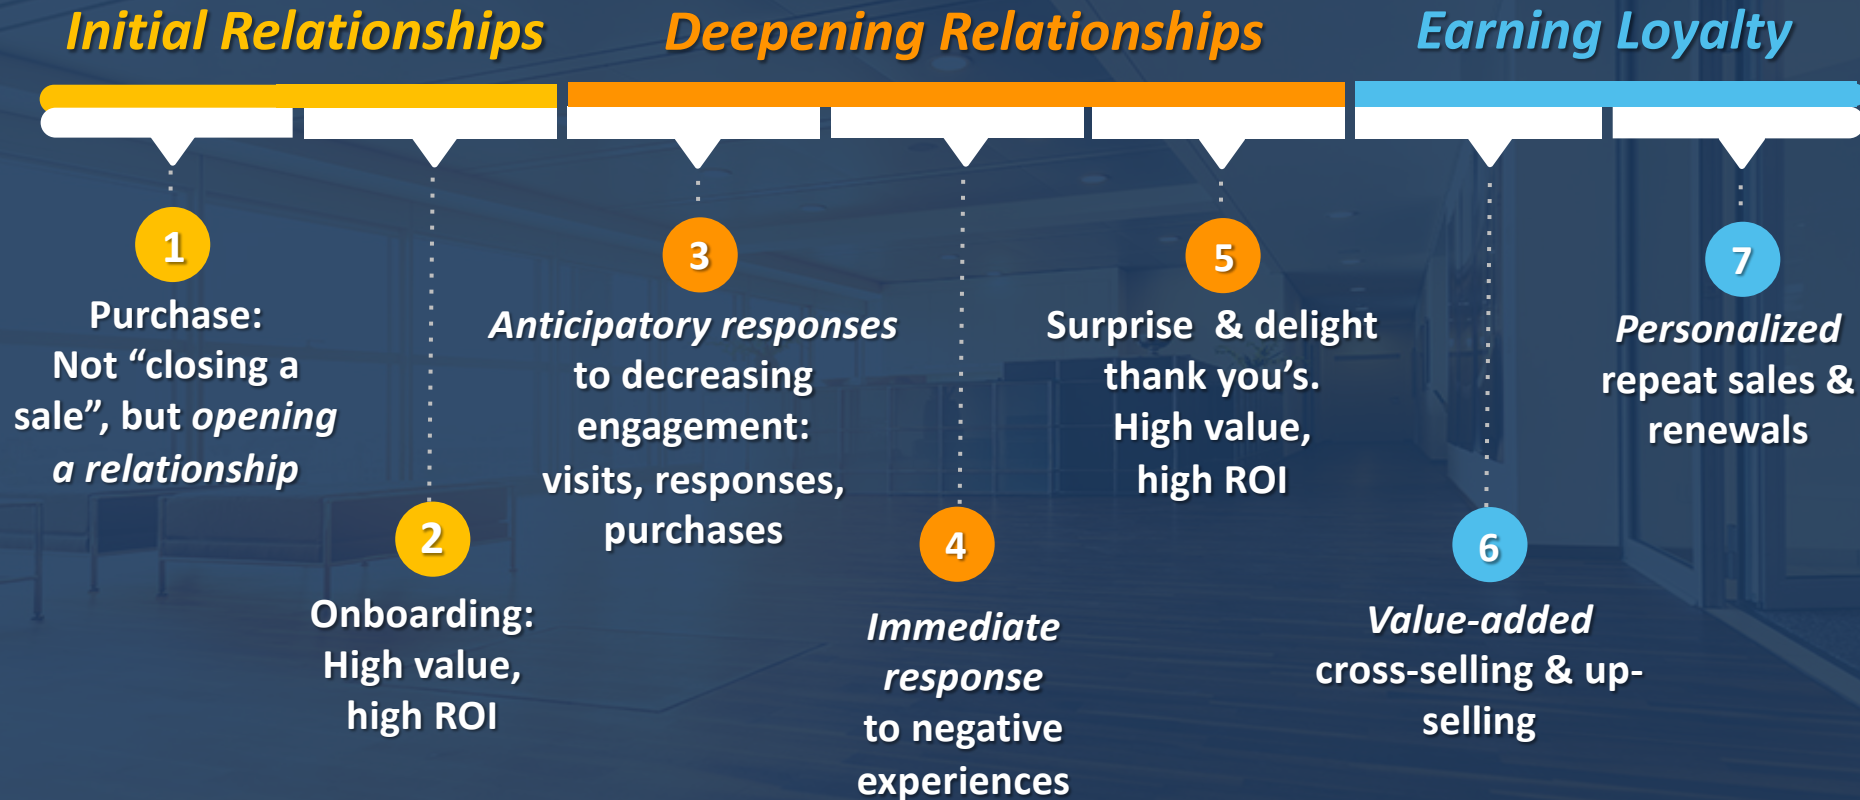 Initial Relationships
Deepening Relationships
Earning Loyalty
1
Purchase:
Not “closing a
sale”, but opening
a relationship
2
Onboarding:
High value,
high ROI
3
Anticipatory responses
to decreasing
engagement:
visits, responses,
purchases
4
Immediate
response
to negative
experiences
5
Surprise & delight
thank you’s.
High value,
high ROI
6
Value-added
cross-selling & up-
selling
7
Personalized
repeat sales &
renewals